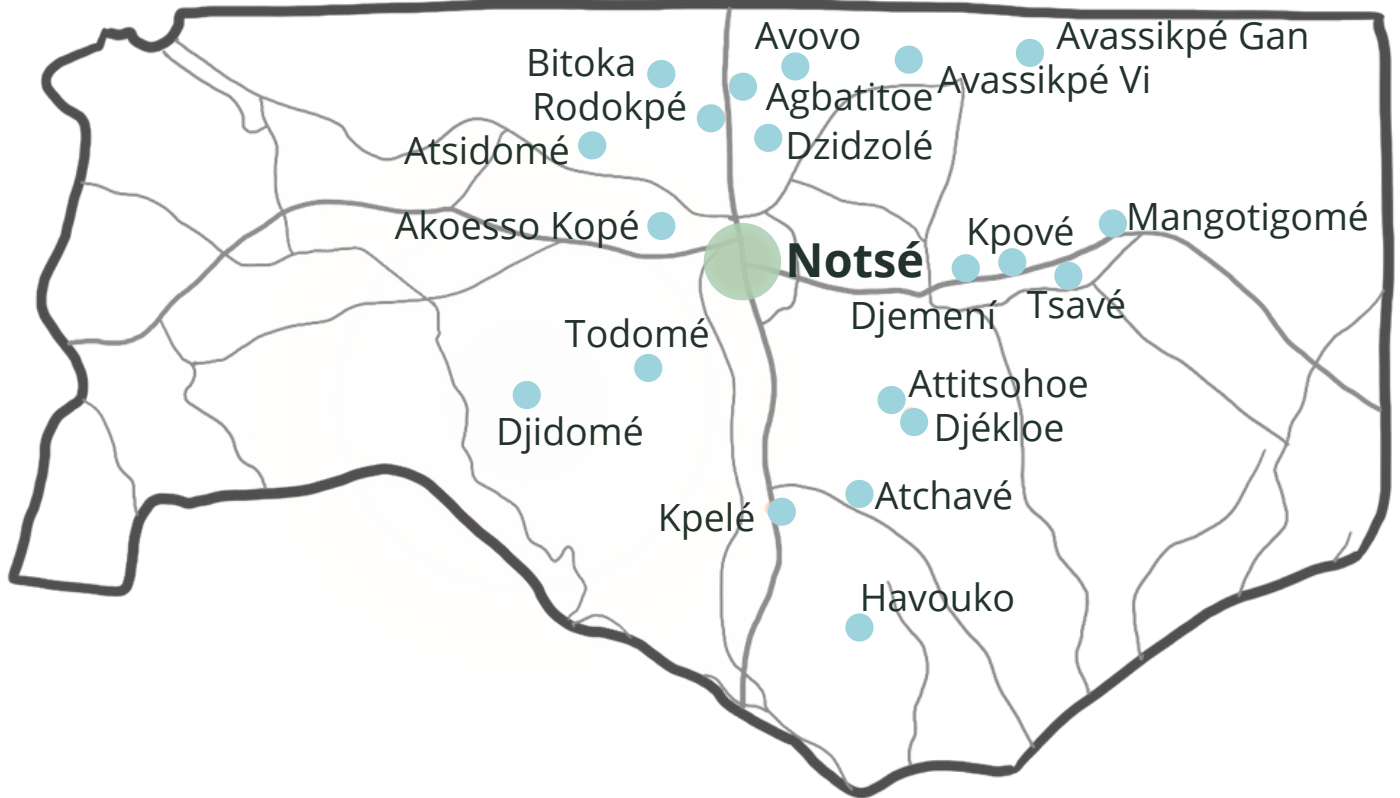 Avovo
Avassikpé Gan
Bitoka
Avassikpé Vi
Rodokpé
Agbatitoe
Atsidomé
Dzidzolé
Akoesso Kopé
Kpové
Mangotigomé
Notsé
Djemení
Tsavé
Todomé
Attitsohoe
Djidomé
Djékloe
Kpelé
Atchavé
Havouko